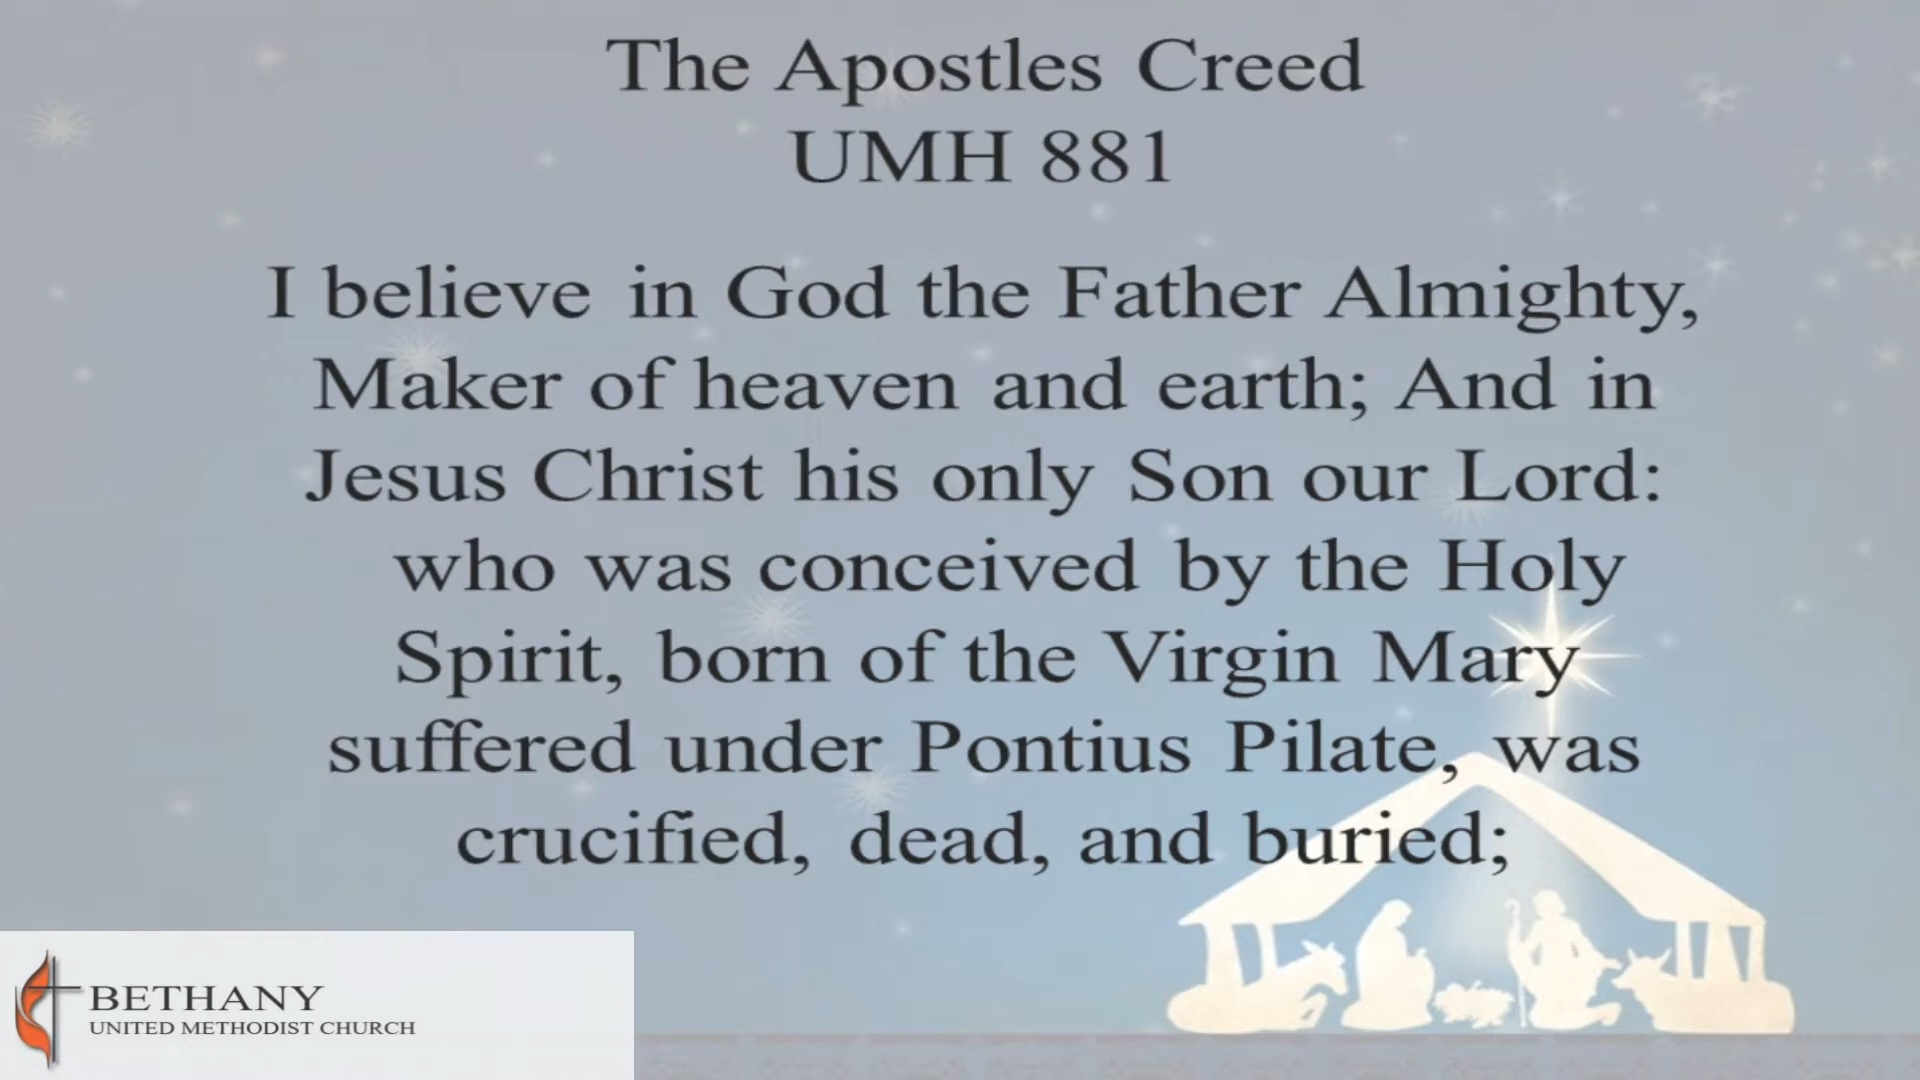 The Apostles Creed
UMH 881
I believe in God the Father Almighty,
Maker of heaven and earth; And in
Jesus Christ his only Son our Lord:
who was conceived by the Holy
Spirit, born of the Virgin Mary
suffered under Pontius Pilate, was
crucified, dead, and buried;
BETHANY
UNITED METHODIST CHURCH